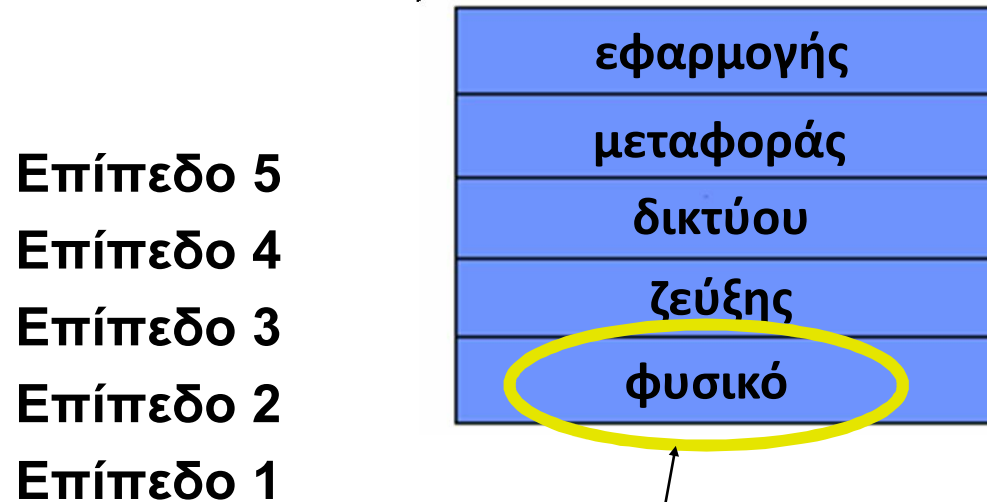 εφαρμογής
μεταφοράς
δικτύου
ζεύξης
φυσικό
Επίπεδο 5
Επίπεδο 4
Επίπεδο 3
Επίπεδο 2
Επίπεδο 1